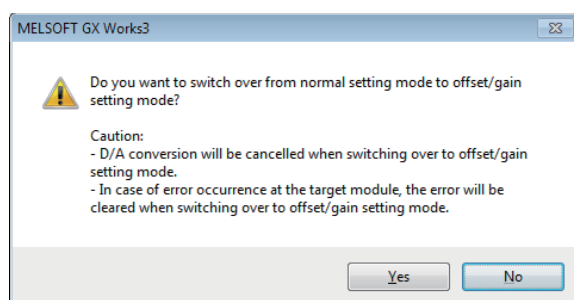 MELSOFT GX Works3
Do you want to switch over from normal setting mode to offset/gain
setting mode?
Caution:
- D/A conversion will be cancelled when switching over to offset/gain
setting mode.
- In case of error occurrence at the target module, the error will be
cleared when switching over to offset/gain setting mode.
Yes
No